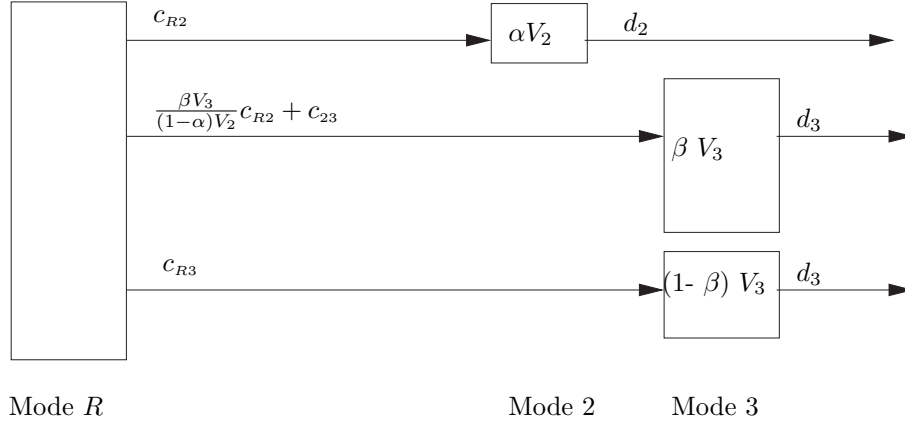 c_{R2}
αV_2
d_2
\frac{βV_3}{(1−α)V_2} c_{R2} + c_{23}
β V_3
d_3
c_{R3}
(1- β) V_3
d_3
Mode R
Mode 2
Mode 3